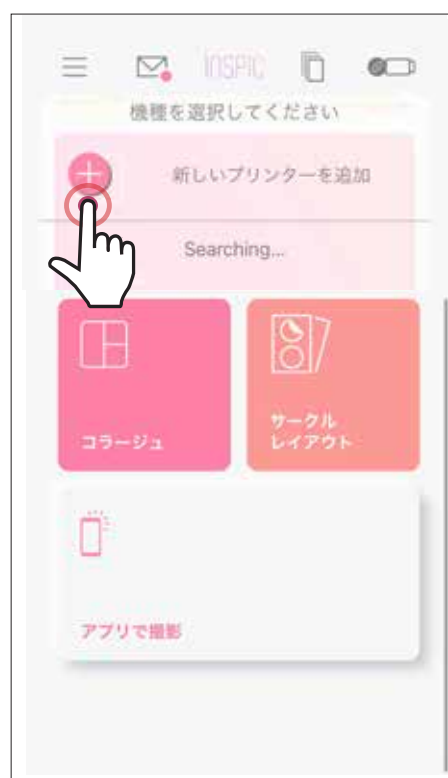 iNSPiC
機種を選択してください
新しいプリンターを追加
Searching...
コラージュ
サークル
レイアウト
アプリで撮影